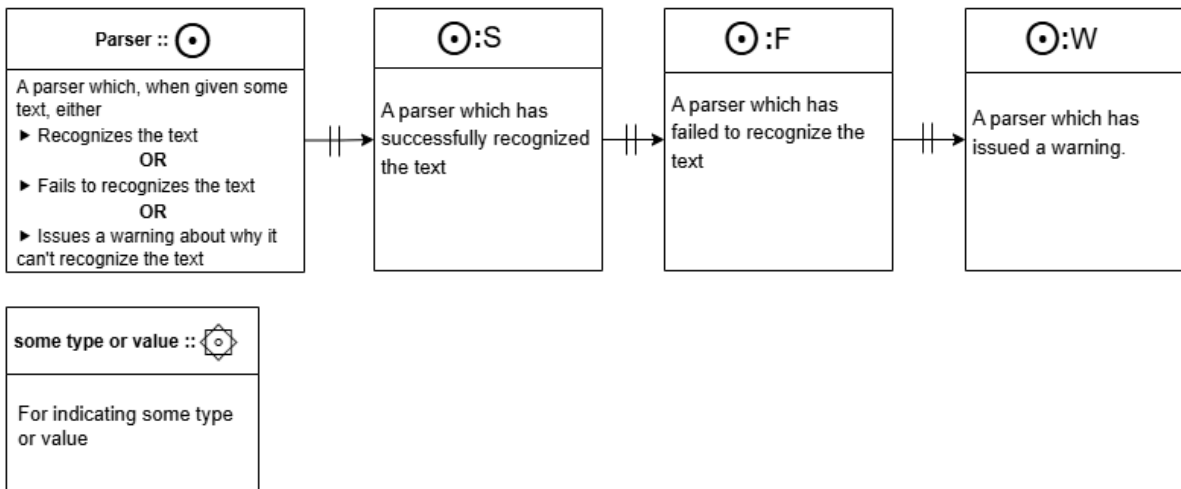 Parser :: ⊙
A parser which, when given some
text, either
▶ Recognizes the text
OR
▶ Fails to recognizes the text
OR
▶ Issues a warning about why it
can't recognize the text
⊙:S
A parser which has
successfully recognized
the text
⊙:F
A parser which has
failed to recognize the
text
⊙:W
A parser which has
issued a warning.
some type or value ::
For indicating some type
or value